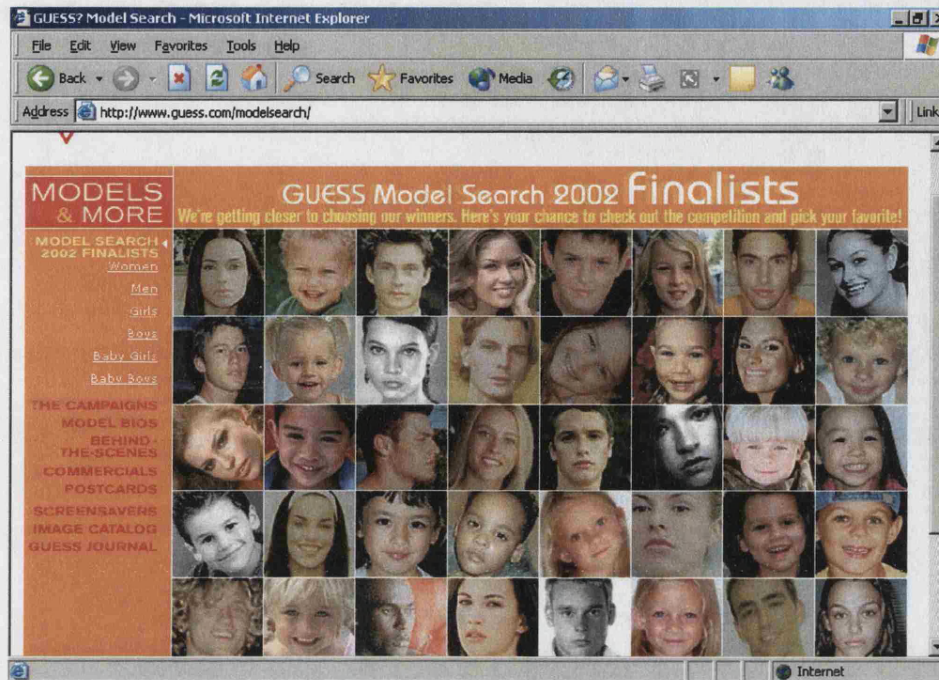 GUESS? Model Search - Microsoft Internet Explorer
File Edit View Favorites Tools Help
Back Search Favorites Media
Address http://www.guess.com/modelsearch/ Link
MODELS
& MORE
GUESS Model Search 2002 Finalists
We're getting closer to choosing our winners. Here's your chance to check out the competition and pick your favorite!
MODEL SEARCH
2002 FINALISTS
Women
Men
Girls
Boys
Baby Girls
Baby Boys
THE CAMPAIGNS
MODEL BIOS
BEHIND-
THE-SCENES
COMMERCIALS
POSTCARDS
SCREENSAVERS
IMAGE CATALOG
GUESS JOURNAL
Internet